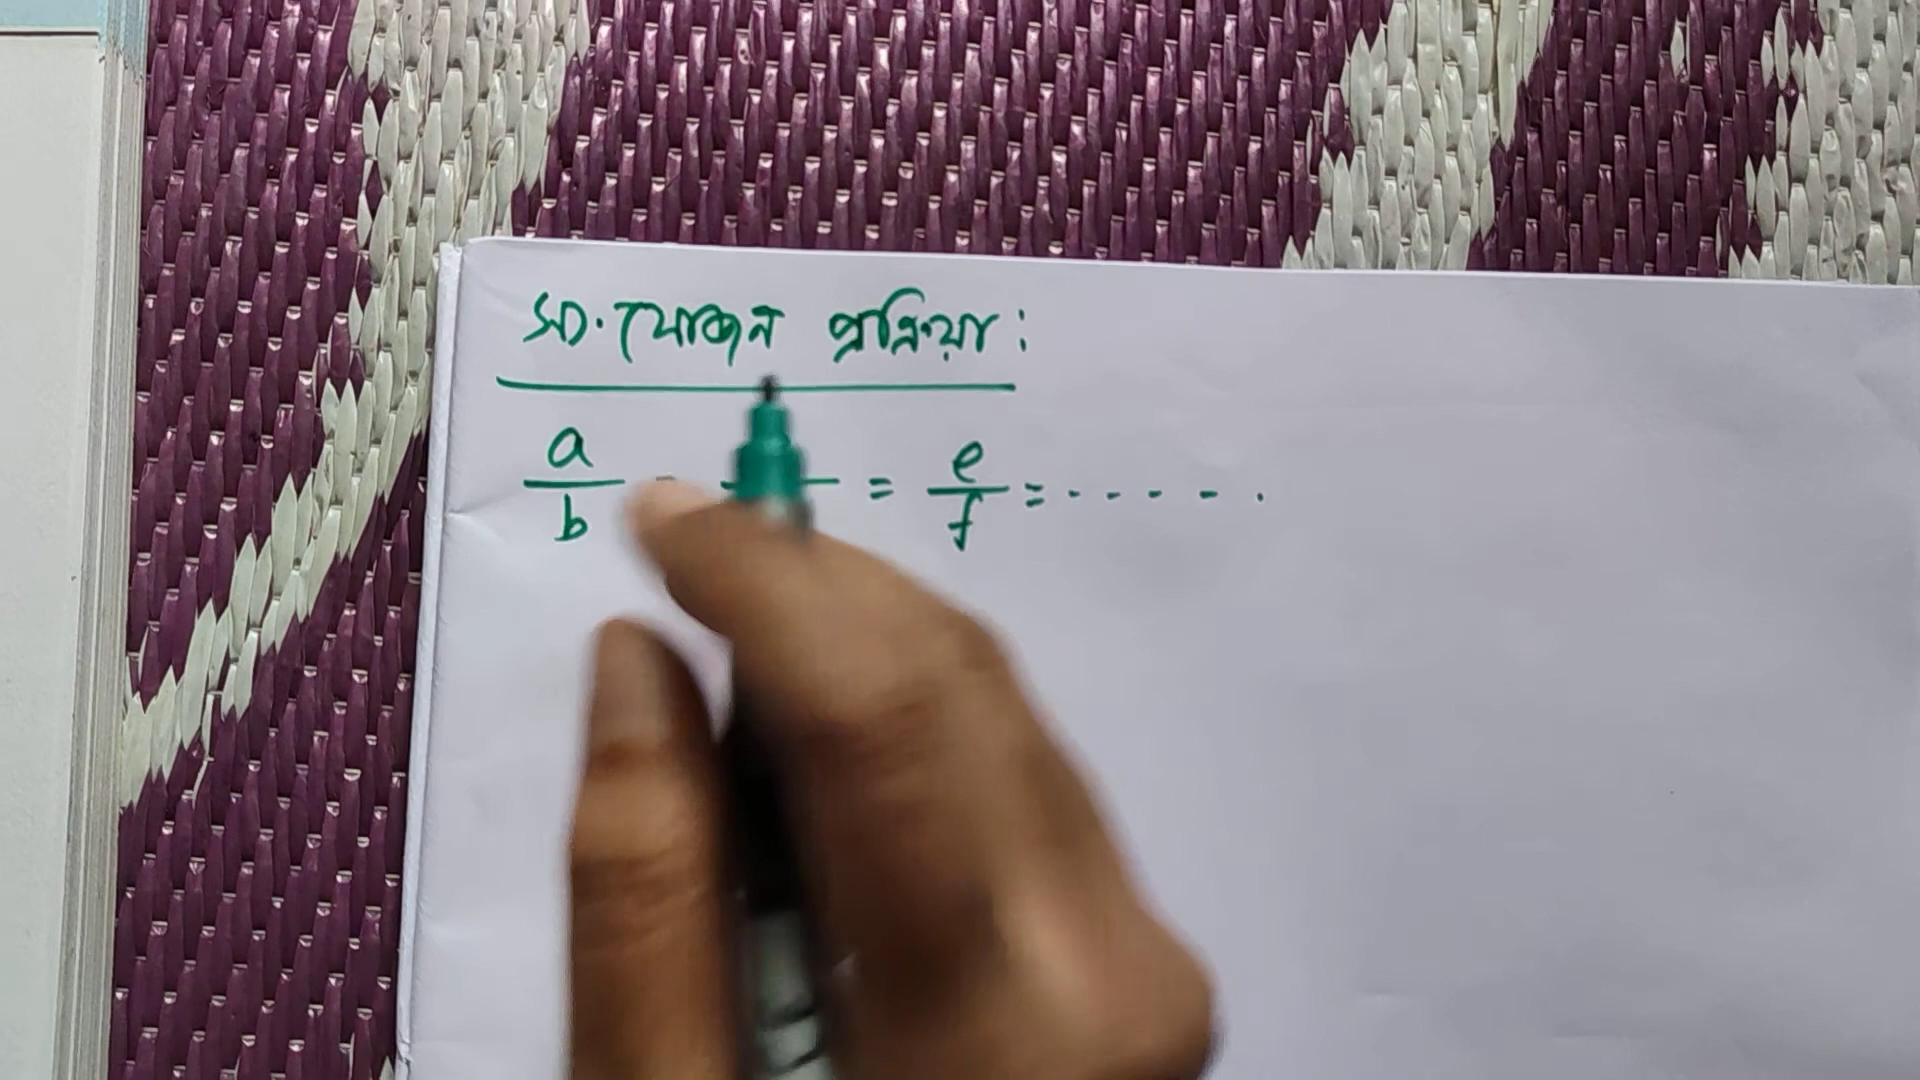 সং.যোজন প্রক্রিয়া :
a/b = = e/f = - - - - .